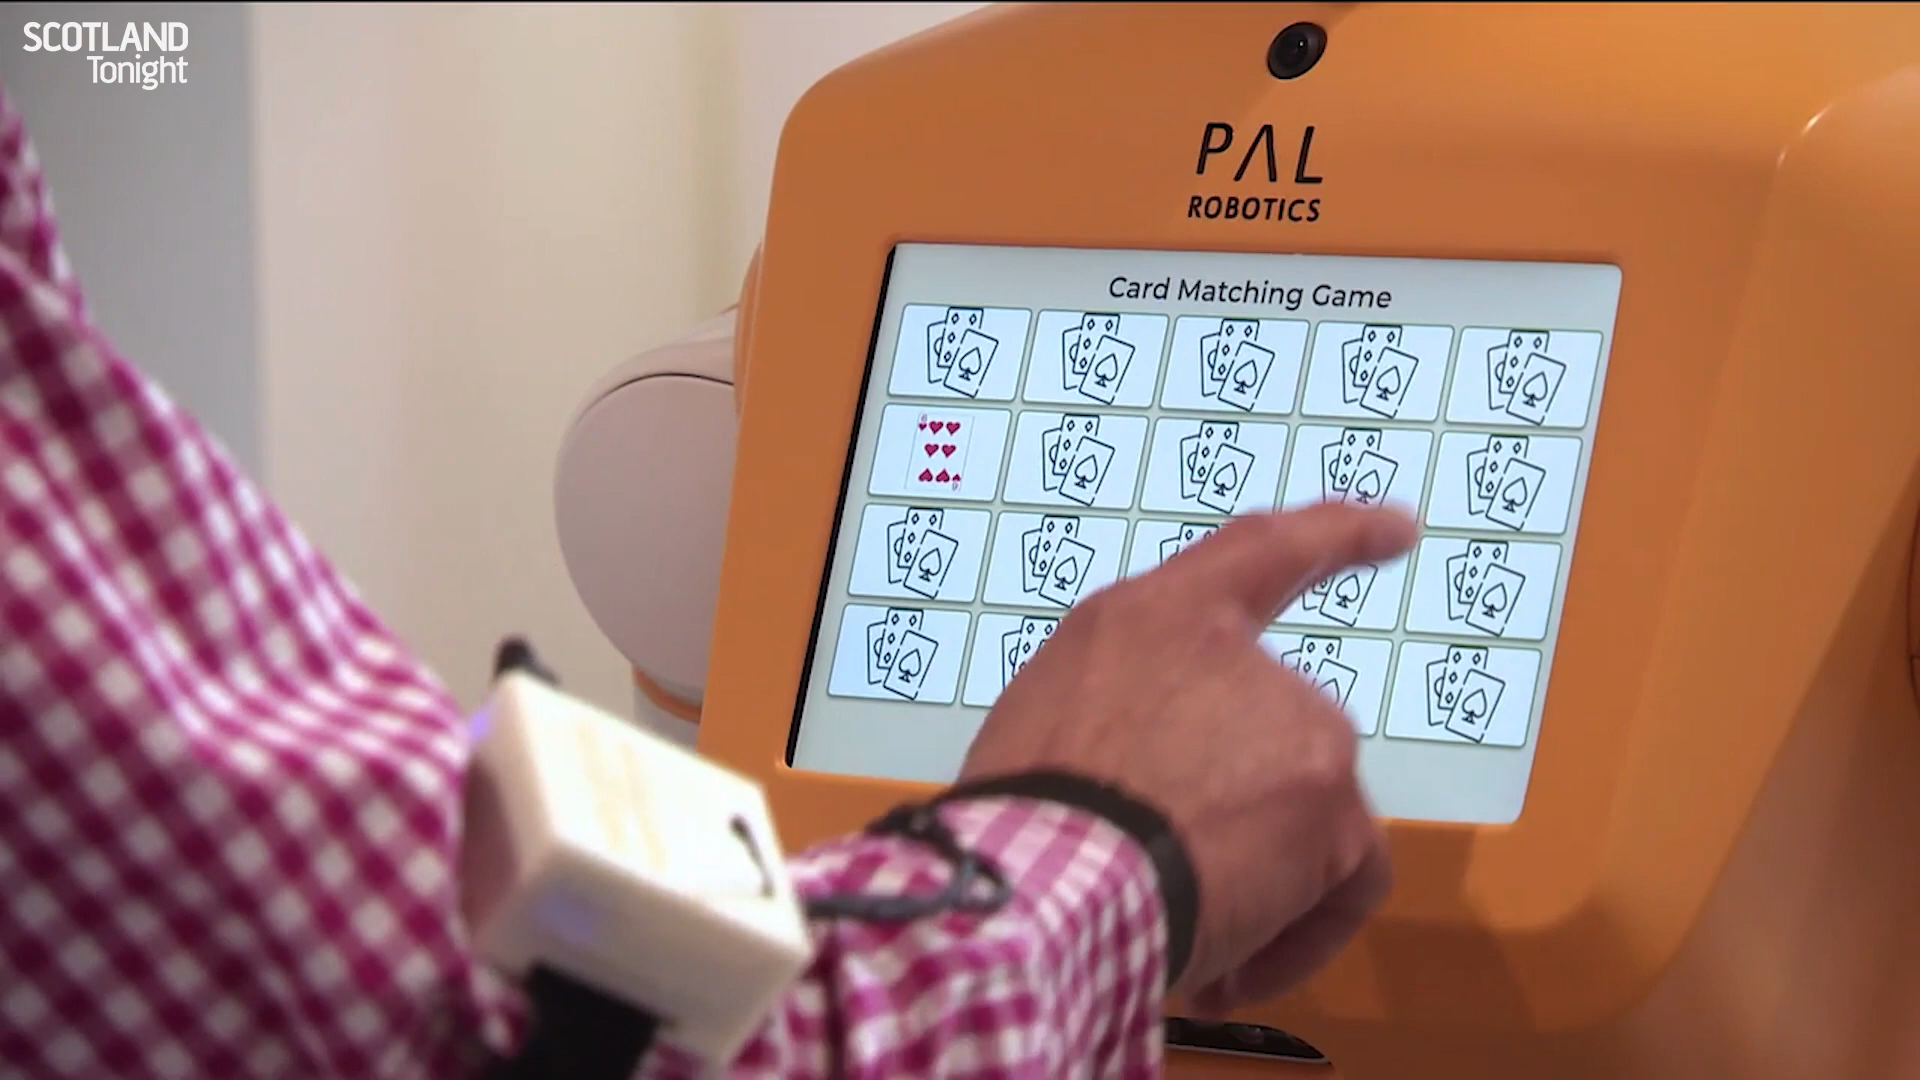 SCOTLAND
Tonight
PAL
ROBOTICS
Card Matching Game